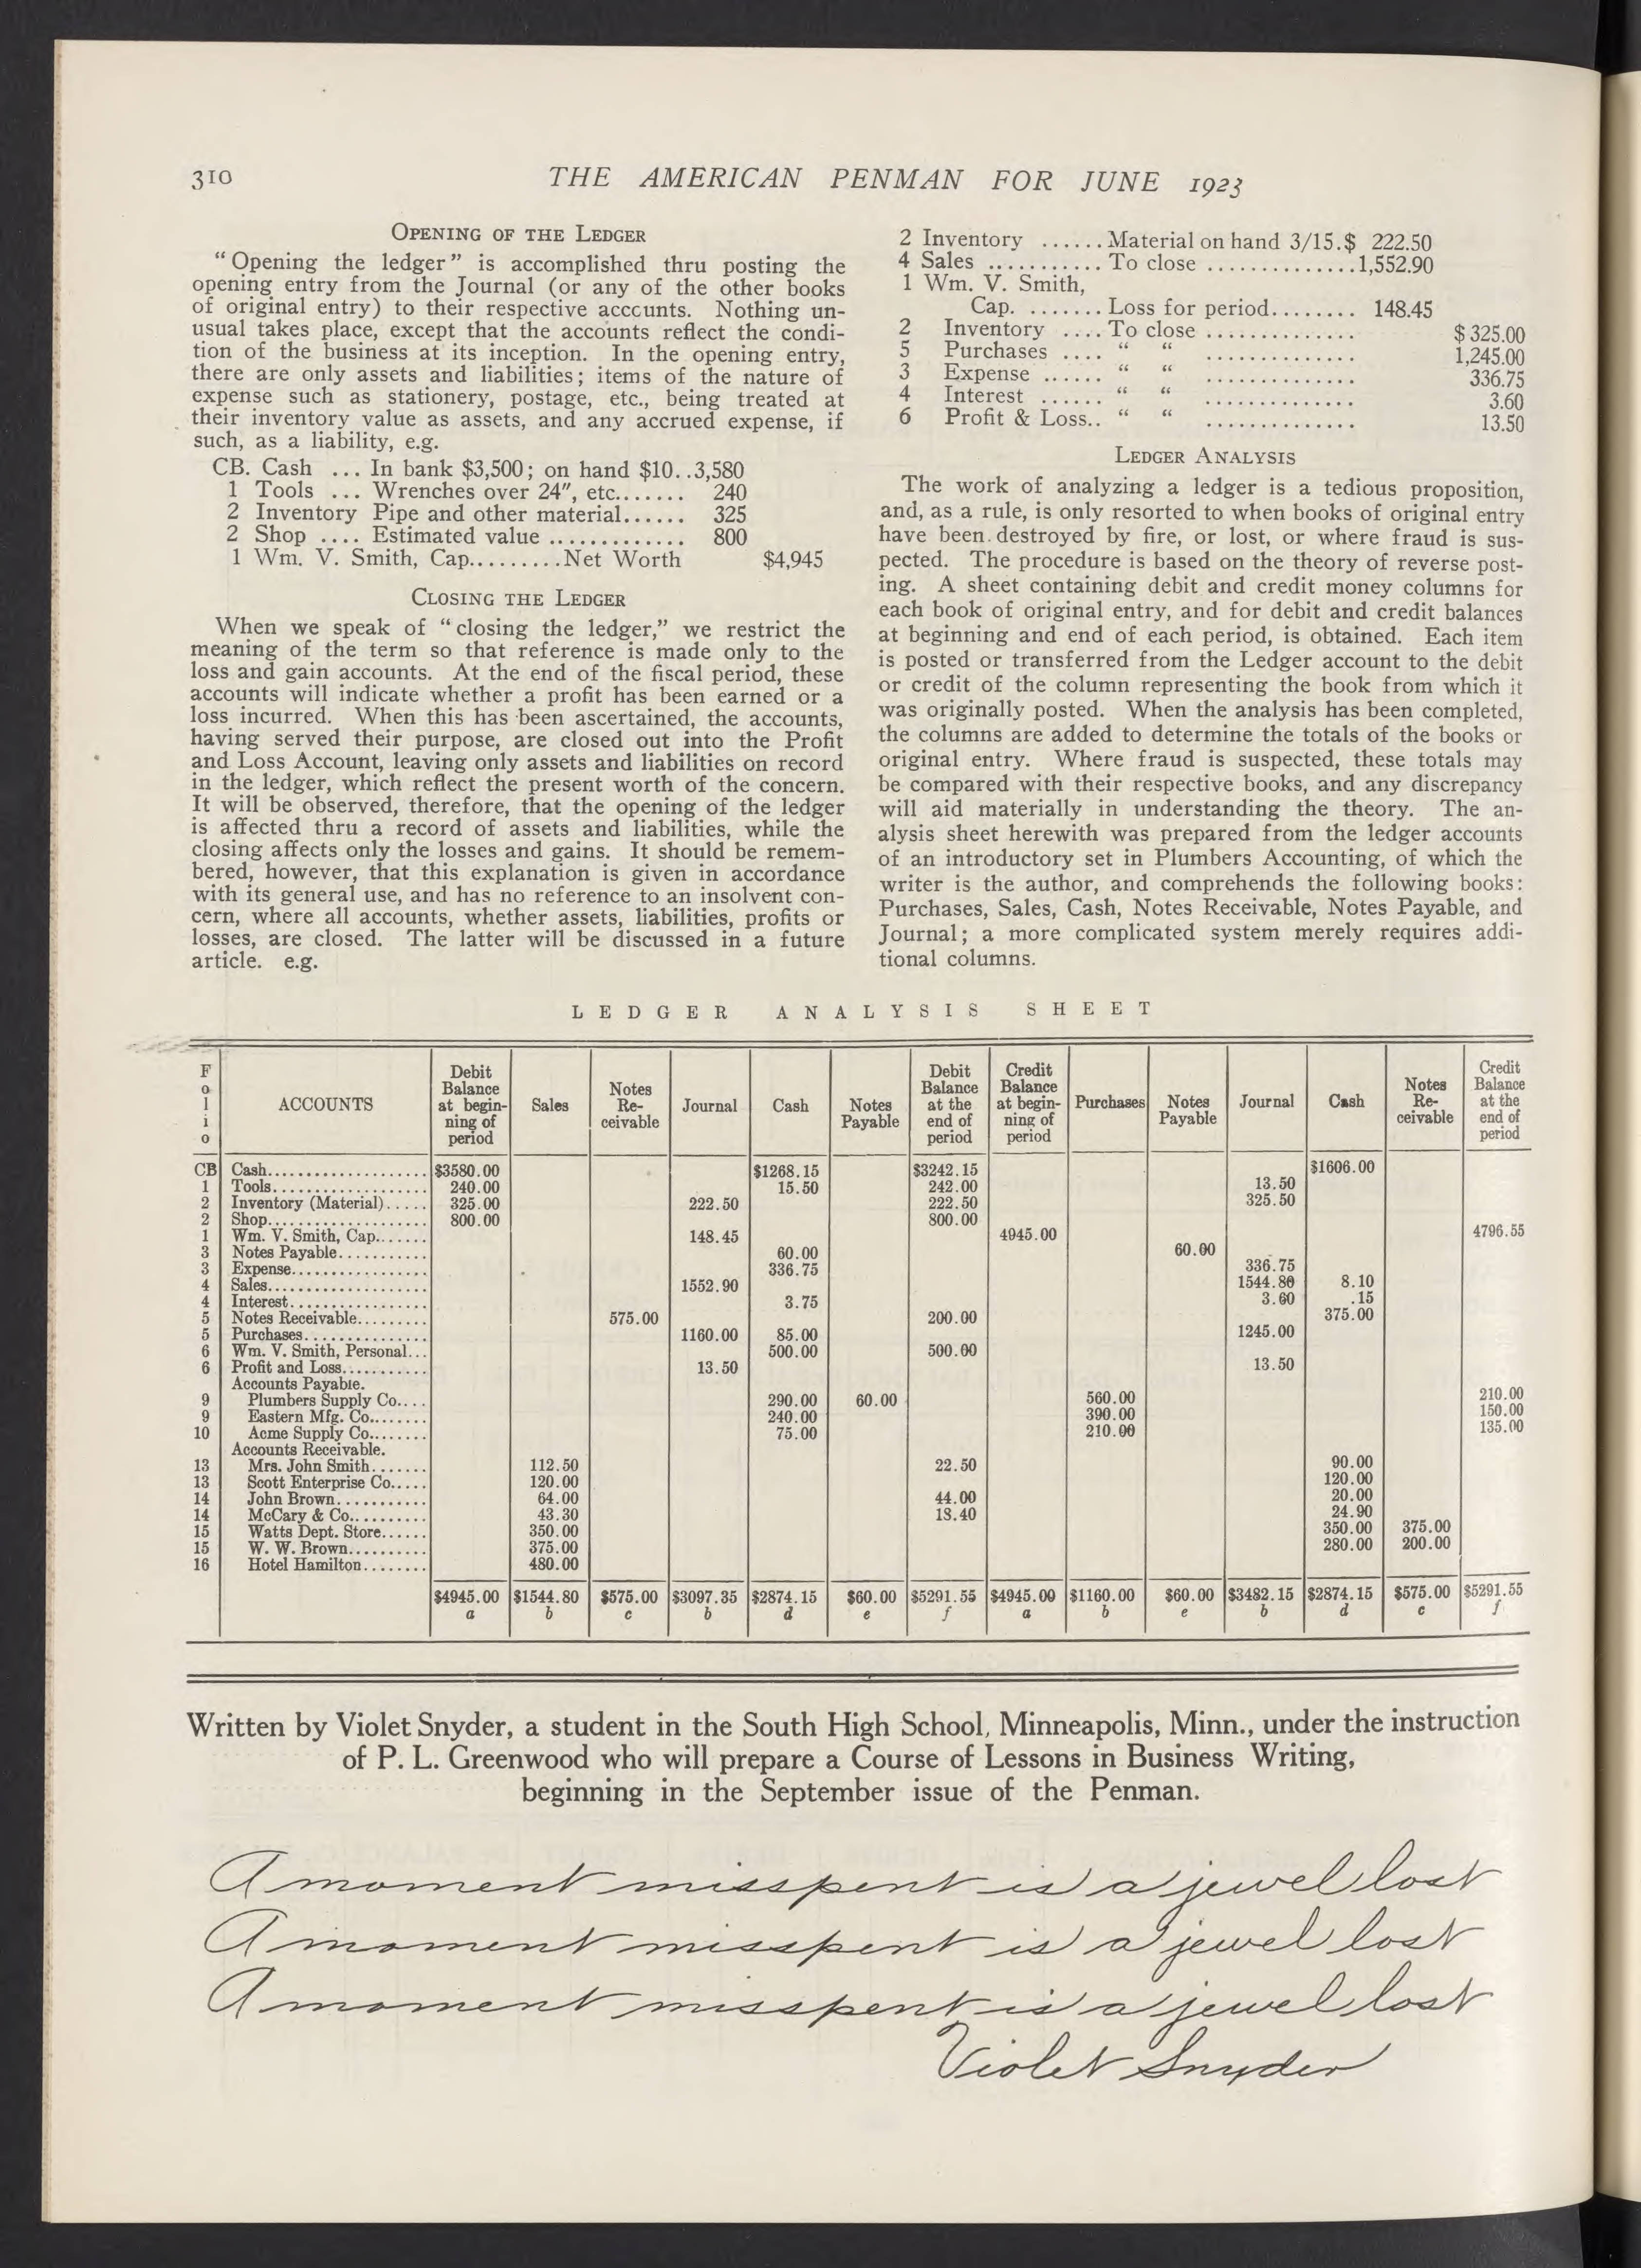 310
THE AMERICAN PENMAN FOR JUNE 1923
OPENING OF THE LEDGER
“Opening the ledger” is accomplished thru posting the
opening entry from the Journal (or any of the other books
of original entry) to their respective acccunts. Nothing un-
usual takes place, except that the accounts reflect the condi-
tion of the business at its inception. In the opening entry,
there are only assets and liabilities; items of the nature of
expense such as stationery, postage, etc., being treated at
their inventory value as assets, and any accrued expense, if
such, as a liability, e.g.
CB. Cash ... In bank $3,500; on hand $10..3,580
1 Tools ... Wrenches over 24″, etc....... 240
2 Inventory Pipe and other material...... 325
2 Shop .... Estimated value ............. 800
1 Wm. V. Smith, Cap.........Net Worth $4,945
CLOSING THE LEDGER
When we speak of “closing the ledger,” we restrict the
meaning of the term so that reference is made only to the
loss and gain accounts. At the end of the fiscal period, these
accounts will indicate whether a profit has been earned or a
loss incurred. When this has been ascertained, the accounts,
having served their purpose, are closed out into the Profit
and Loss Account, leaving only assets and liabilities on record
in the ledger, which reflect the present worth of the concern.
It will be observed, therefore, that the opening of the ledger
is affected thru a record of assets and liabilities, while the
closing affects only the losses and gains. It should be remem-
bered, however, that this explanation is given in accordance
with its general use, and has no reference to an insolvent con-
cern, where all accounts, whether assets, liabilities, profits or
losses, are closed. The latter will be discussed in a future
article. e.g.
2 Inventory ...... Material on hand 3/15.$ 222.50
4 Sales ........... To close ..............1,552.90
1 Wm. V. Smith,
Cap. ....... Loss for period........ 148.45
2 Inventory .... To close .............. $ 325.00
5 Purchases .... “ “ .............. 1,245.00
3 Expense ...... “ “ .............. 336.75
4 Interest ...... “ “ .............. 3.60
6 Profit & Loss.. “ “ .............. 13.50
LEDGER ANALYSIS
The work of analyzing a ledger is a tedious proposition,
and, as a rule, is only resorted to when books of original entry
have been destroyed by fire, or lost, or where fraud is sus-
pected. The procedure is based on the theory of reverse post-
ing. A sheet containing debit and credit money columns for
each book of original entry, and for debit and credit balances
at beginning and end of each period, is obtained. Each item
is posted or transferred from the Ledger account to the debit
or credit of the column representing the book from which it
was originally posted. When the analysis has been completed,
the columns are added to determine the totals of the books or
original entry. Where fraud is suspected, these totals may
be compared with their respective books, and any discrepancy
will aid materially in understanding the theory. The an-
alysis sheet herewith was prepared from the ledger accounts
of an introductory set in Plumbers Accounting, of which the
writer is the author, and comprehends the following books:
Purchases, Sales, Cash, Notes Receivable, Notes Payable, and
Journal; a more complicated system merely requires addi-
tional columns.
LEDGER ANALYSIS SHEET
Folio ACCOUNTS Debit Balance at begin-ning of period Sales Notes Re-ceivable Journal Cash Notes Payable Debit Balance at the end of period Credit Balance at begin-ning of period Purchases Notes Payable Journal Cash Notes Re-ceivable Credit Balance at the end of period
CB Cash.................... $3580.00 $1268.15 $3242.15 $1606.00
1 Tools.................... 240.00 15.50 242.00 13.50
2 Inventory (Material)..... 325.00 222.50 222.50 325.50
2 Shop..................... 800.00 800.00
1 Wm. V. Smith, Cap....... 148.45 4945.00 4796.55
3 Notes Payable........... 60.00 60.00
3 Expense.................. 336.75 336.75
4 Sales.................... 1552.90 1544.80 8.10
4 Interest................. 3.75 3.60 .15
5 Notes Receivable......... 575.00 200.00 375.00
5 Purchases................ 1160.00 85.00 1245.00
6 Wm. V. Smith, Personal... 500.00 500.00
6 Profit and Loss........... 13.50 13.50
Accounts Payable.
9 Plumbers Supply Co.... 290.00 60.00 560.00 210.00
9 Eastern Mfg. Co........ 240.00 390.00 150.00
10 Acme Supply Co........ 75.00 210.00 135.00
Accounts Receivable.
13 Mrs. John Smith....... 112.50 22.50 90.00
13 Scott Enterprise Co..... 120.00 120.00
14 John Brown............ 64.00 44.00 20.00
14 McCary & Co.......... 43.30 18.40 24.90
15 Watts Dept. Store...... 350.00 350.00 375.00
15 W. W. Brown.......... 375.00 280.00 200.00
16 Hotel Hamilton........ 480.00
$4945.00 $1544.80 $575.00 $3097.35 $2874.15 $60.00 $5291.55 $4945.00 $1160.00 $60.00 $3482.15 $2874.15 $575.00 $5291.55
a b c b d e f a b e b d c f
Written by Violet Snyder, a student in the South High School, Minneapolis, Minn., under the instruction
of P. L. Greenwood who will prepare a Course of Lessons in Business Writing,
beginning in the September issue of the Penman.
A moment misspent is a jewel lost
A moment misspent is a jewel lost
A moment misspent is a jewel lost
Violet Snyder